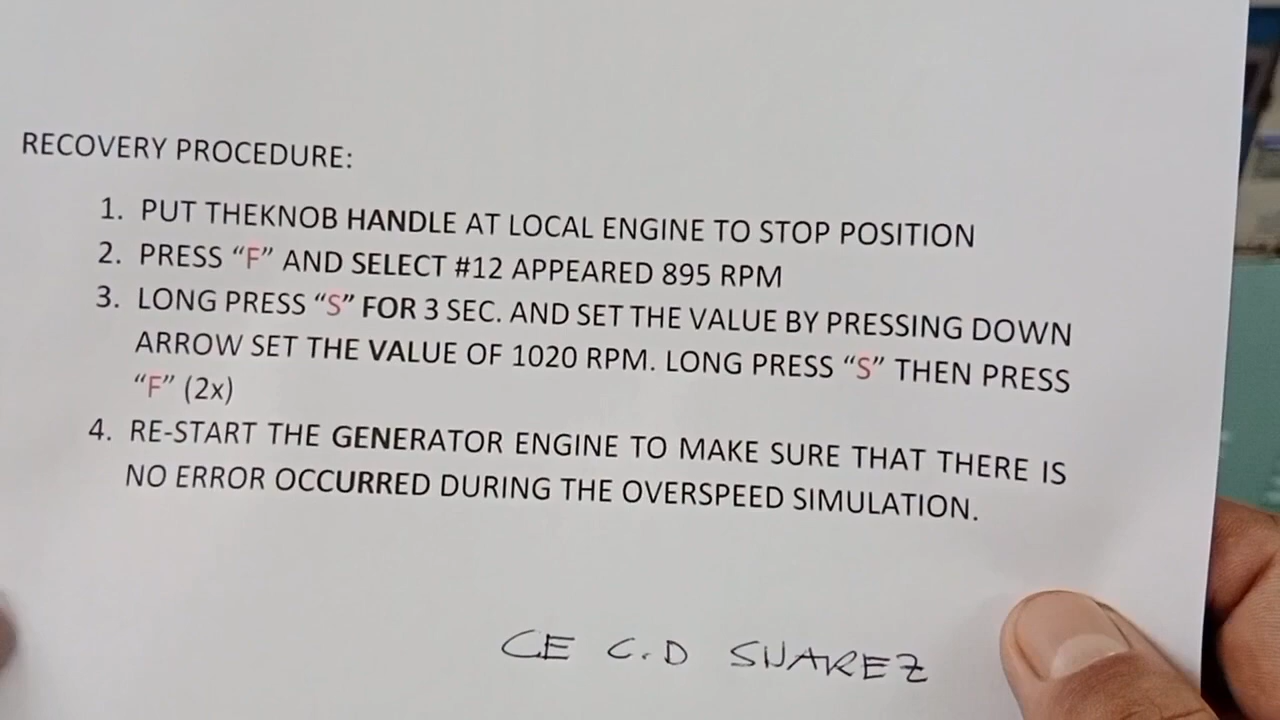 RECOVERY PROCEDURE:
1. PUT THEKNOB HANDLE AT LOCAL ENGINE TO STOP POSITION
2. PRESS “F” AND SELECT #12 APPEARED 895 RPM
3. LONG PRESS “S” FOR 3 SEC. AND SET THE VALUE BY PRESSING DOWN
ARROW SET THE VALUE OF 1020 RPM. LONG PRESS “S” THEN PRESS
“F” (2x)
4. RE-START THE GENERATOR ENGINE TO MAKE SURE THAT THERE IS
NO ERROR OCCURRED DURING THE OVERSPEED SIMULATION.
CE C.D SUAREZ